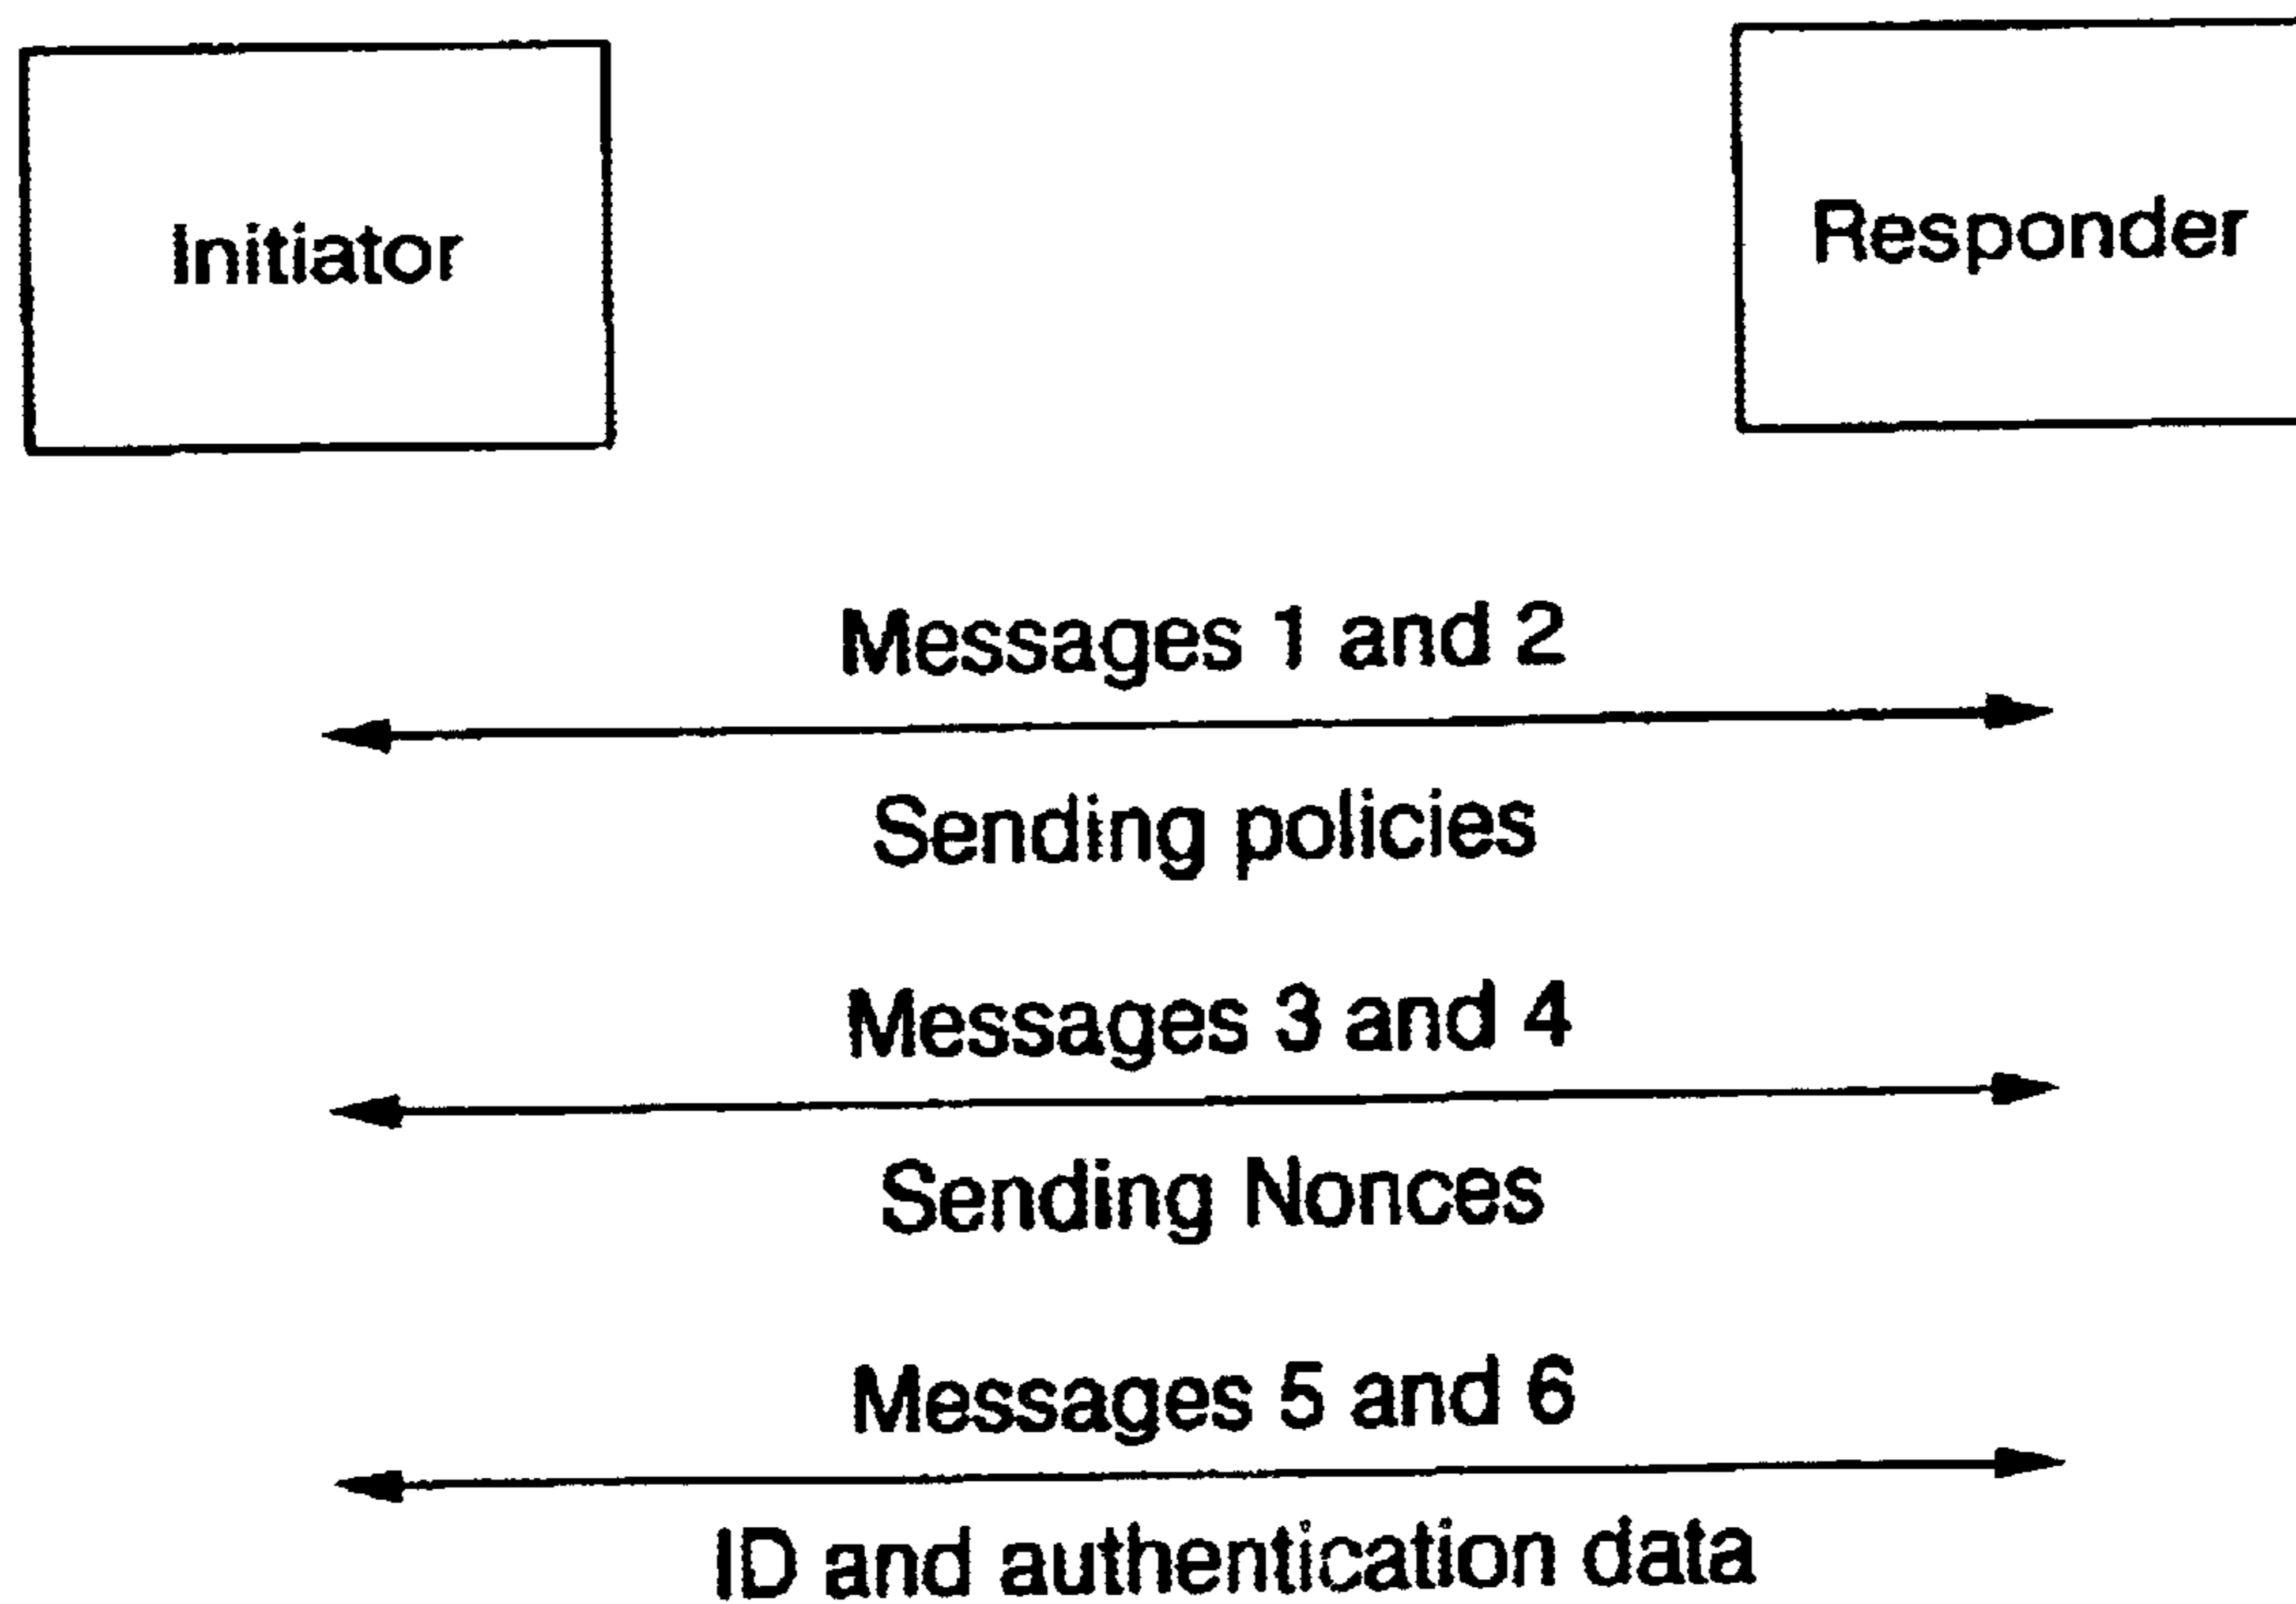 Initiator
Responder
Messages 1 and 2
Sending policies
Messages 3 and 4
Sending Nonces
Messages 5 and 6
ID and authentication data